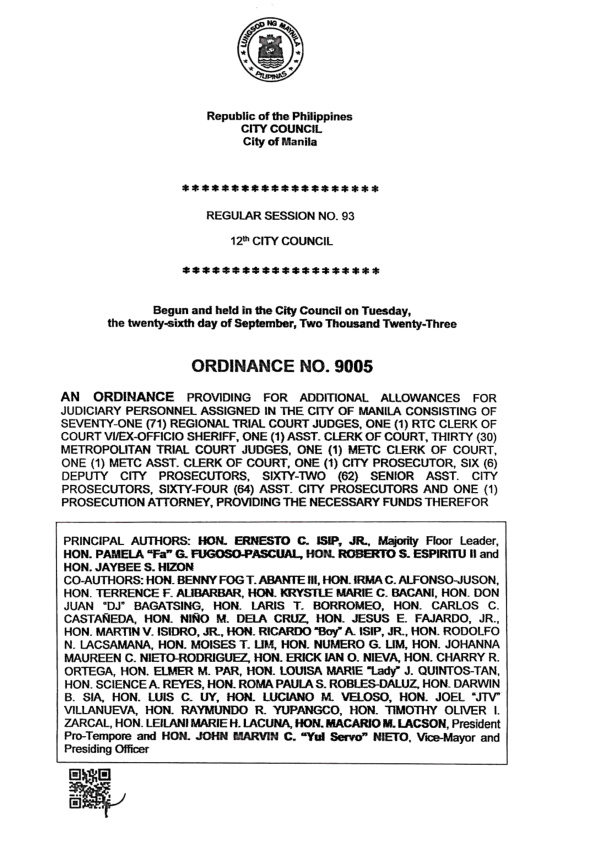 LUNGSOD NG MAYNILA
PILIPINAS
Republic of the Philippines
CITY COUNCIL
City of Manila
********************
REGULAR SESSION NO. 93
12th CITY COUNCIL
********************
Begun and held in the City Council on Tuesday,
the twenty-sixth day of September, Two Thousand Twenty-Three
ORDINANCE NO. 9005
AN ORDINANCE PROVIDING FOR ADDITIONAL ALLOWANCES FOR
JUDICIARY PERSONNEL ASSIGNED IN THE CITY OF MANILA CONSISTING OF
SEVENTY-ONE (71) REGIONAL TRIAL COURT JUDGES, ONE (1) RTC CLERK OF
COURT VI/EX-OFFICIO SHERIFF, ONE (1) ASST. CLERK OF COURT, THIRTY (30)
METROPOLITAN TRIAL COURT JUDGES, ONE (1) METC CLERK OF COURT,
ONE (1) METC ASST. CLERK OF COURT, ONE (1) CITY PROSECUTOR, SIX (6)
DEPUTY CITY PROSECUTORS, SIXTY-TWO (62) SENIOR ASST. CITY
PROSECUTORS, SIXTY-FOUR (64) ASST. CITY PROSECUTORS AND ONE (1)
PROSECUTION ATTORNEY, PROVIDING THE NECESSARY FUNDS THEREFOR
PRINCIPAL AUTHORS: HON. ERNESTO C. ISIP, JR., Majority Floor Leader,
HON. PAMELA "Fa" G. FUGOSO-PASCUAL, HON. ROBERTO S. ESPIRITU II and
HON. JAYBEE S. HIZON
CO-AUTHORS: HON. BENNY FOG T. ABANTE III, HON. IRMA C. ALFONSO-JUSON,
HON. TERRENCE F. ALIBARBAR, HON. KRYSTLE MARIE C. BACANI, HON. DON
JUAN "DJ" BAGATSING, HON. LARIS T. BORROMEO, HON. CARLOS C.
CASTAÑEDA, HON. NIÑO M. DELA CRUZ, HON. JESUS E. FAJARDO, JR.,
HON. MARTIN V. ISIDRO, JR., HON. RICARDO "Boy" A. ISIP, JR., HON. RODOLFO
N. LACSAMANA, HON. MOISES T. LIM, HON. NUMERO G. LIM, HON. JOHANNA
MAUREEN C. NIETO-RODRIGUEZ, HON. ERICK IAN O. NIEVA, HON. CHARRY R.
ORTEGA, HON. ELMER M. PAR, HON. LOUISA MARIE "Lady" J. QUINTOS-TAN,
HON. SCIENCE A. REYES, HON. ROMA PAULA S. ROBLES-DALUZ, HON. DARWIN
B. SIA, HON. LUIS C. UY, HON. LUCIANO M. VELOSO, HON. JOEL "JTV"
VILLANUEVA, HON. RAYMUNDO R. YUPANGCO, HON. TIMOTHY OLIVER I.
ZARCAL, HON. LEILANI MARIE H. LACUNA, HON. MACARIO M. LACSON, President
Pro-Tempore and HON. JOHN MARVIN C. "Yul Servo" NIETO, Vice-Mayor and
Presiding Officer